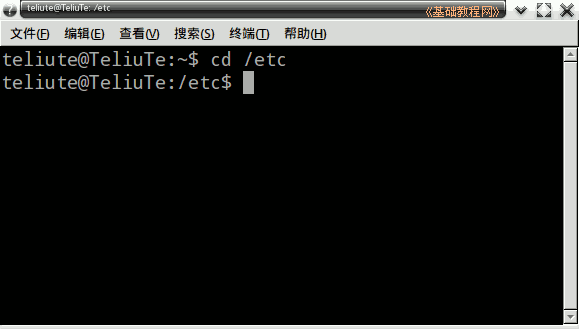 teliute@TeliuTe: /etc
《基础教程网》
文件(F) 编辑(E) 查看(V) 搜索(S) 终端(T) 帮助(H)
teliute@TeliuTe:~$ cd /etc
teliute@TeliuTe:/etc$